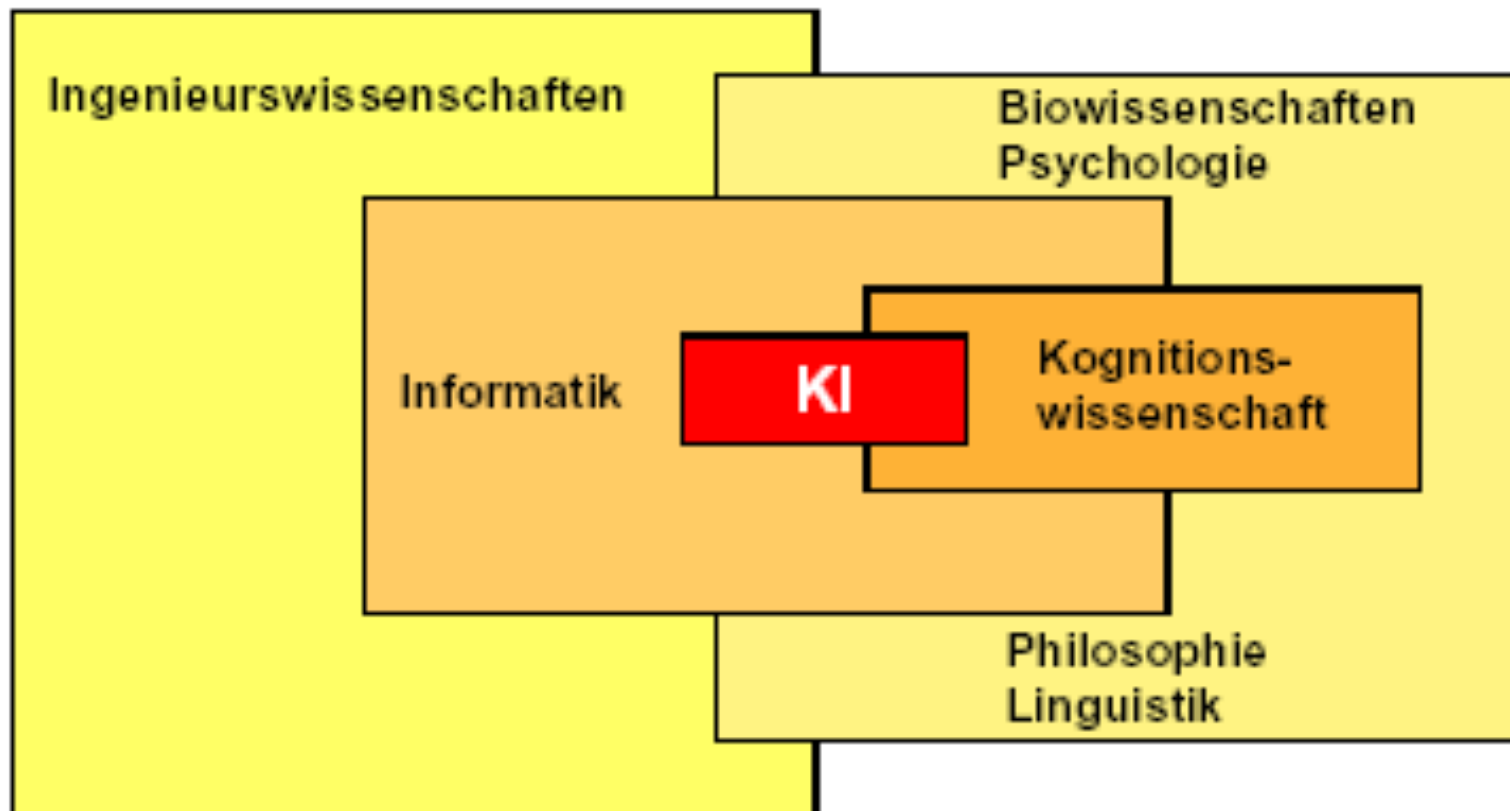 Ingenieurswissenschaften
Biowissenschaften
Psychologie
Informatik
KI
Kognitions-
wissenschaft
Philosophie
Linguistik